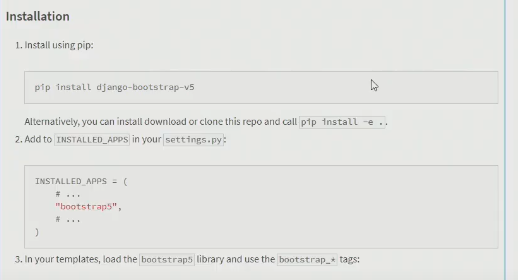 Installation
1. Install using pip:
pip install django-bootstrap-v5
Alternatively, you can install download or clone this repo and call pip install -e ..
2. Add to INSTALLED_APPS in your settings.py:
INSTALLED_APPS = (
# ...
"bootstrap5",
# ...
)
3. In your templates, load the bootstrap5 library and use the bootstrap_* tags: